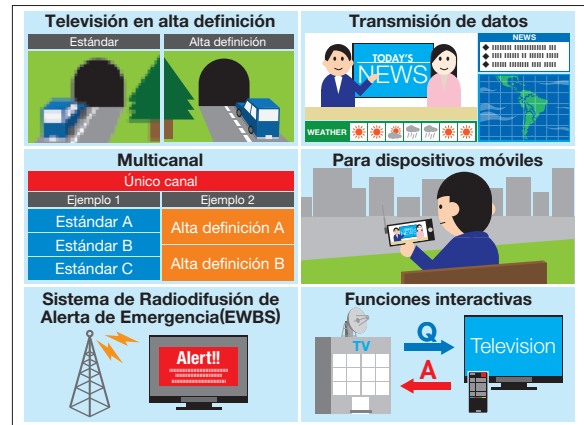 Televisión en alta definición
Estándar
Alta definición
Transmisión de datos
TODAY'S
NEWS
NEWS
WEATHER
Multicanal
Único canal
Ejemplo 1
Ejemplo 2
Estándar A
Estándar B
Estándar C
Alta definición A
Alta definición B
Para dispositivos móviles
Sistema de Radiodifusión de
Alerta de Emergencia(EWBS)
Alert!!
Funciones interactivas
TV
Q
A
Television